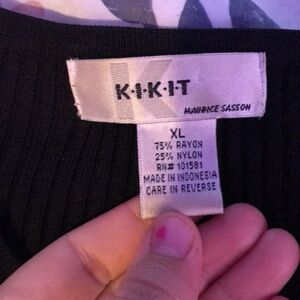 K·I·K·I·T
MAURICE SASSON
XL
75% RAYON
25% NYLON
RN# 101581
MADE IN INDONESIA
CARE IN REVERSE